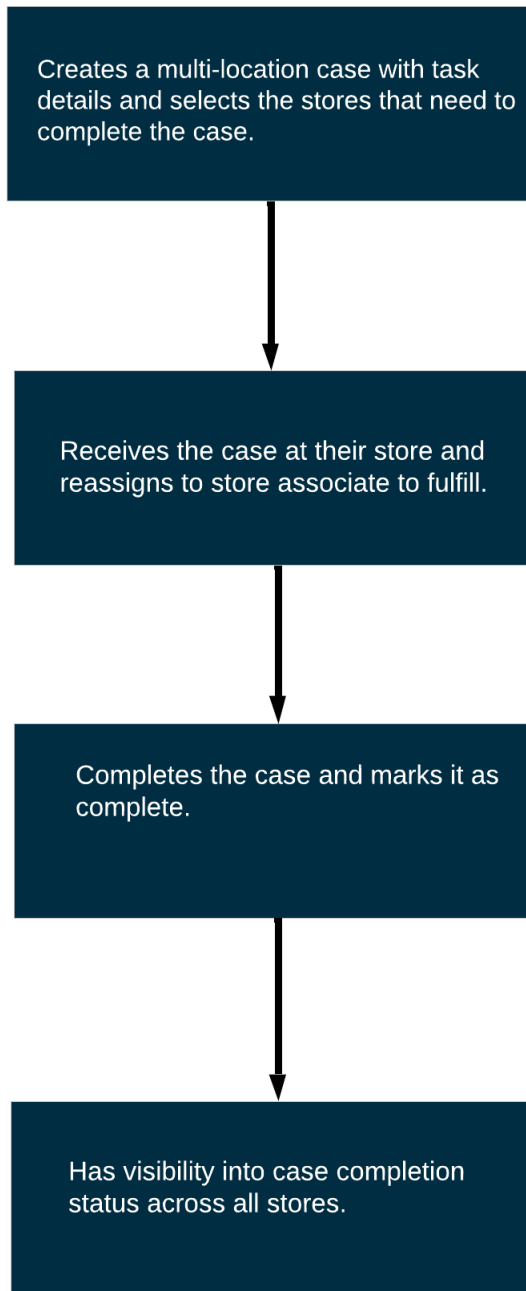 Creates a multi-location case with task
details and selects the stores that need to
complete the case.
Receives the case at their store and
reassigns to store associate to fulfill.
Completes the case and marks it as
complete.
Has visibility into case completion
status across all stores.